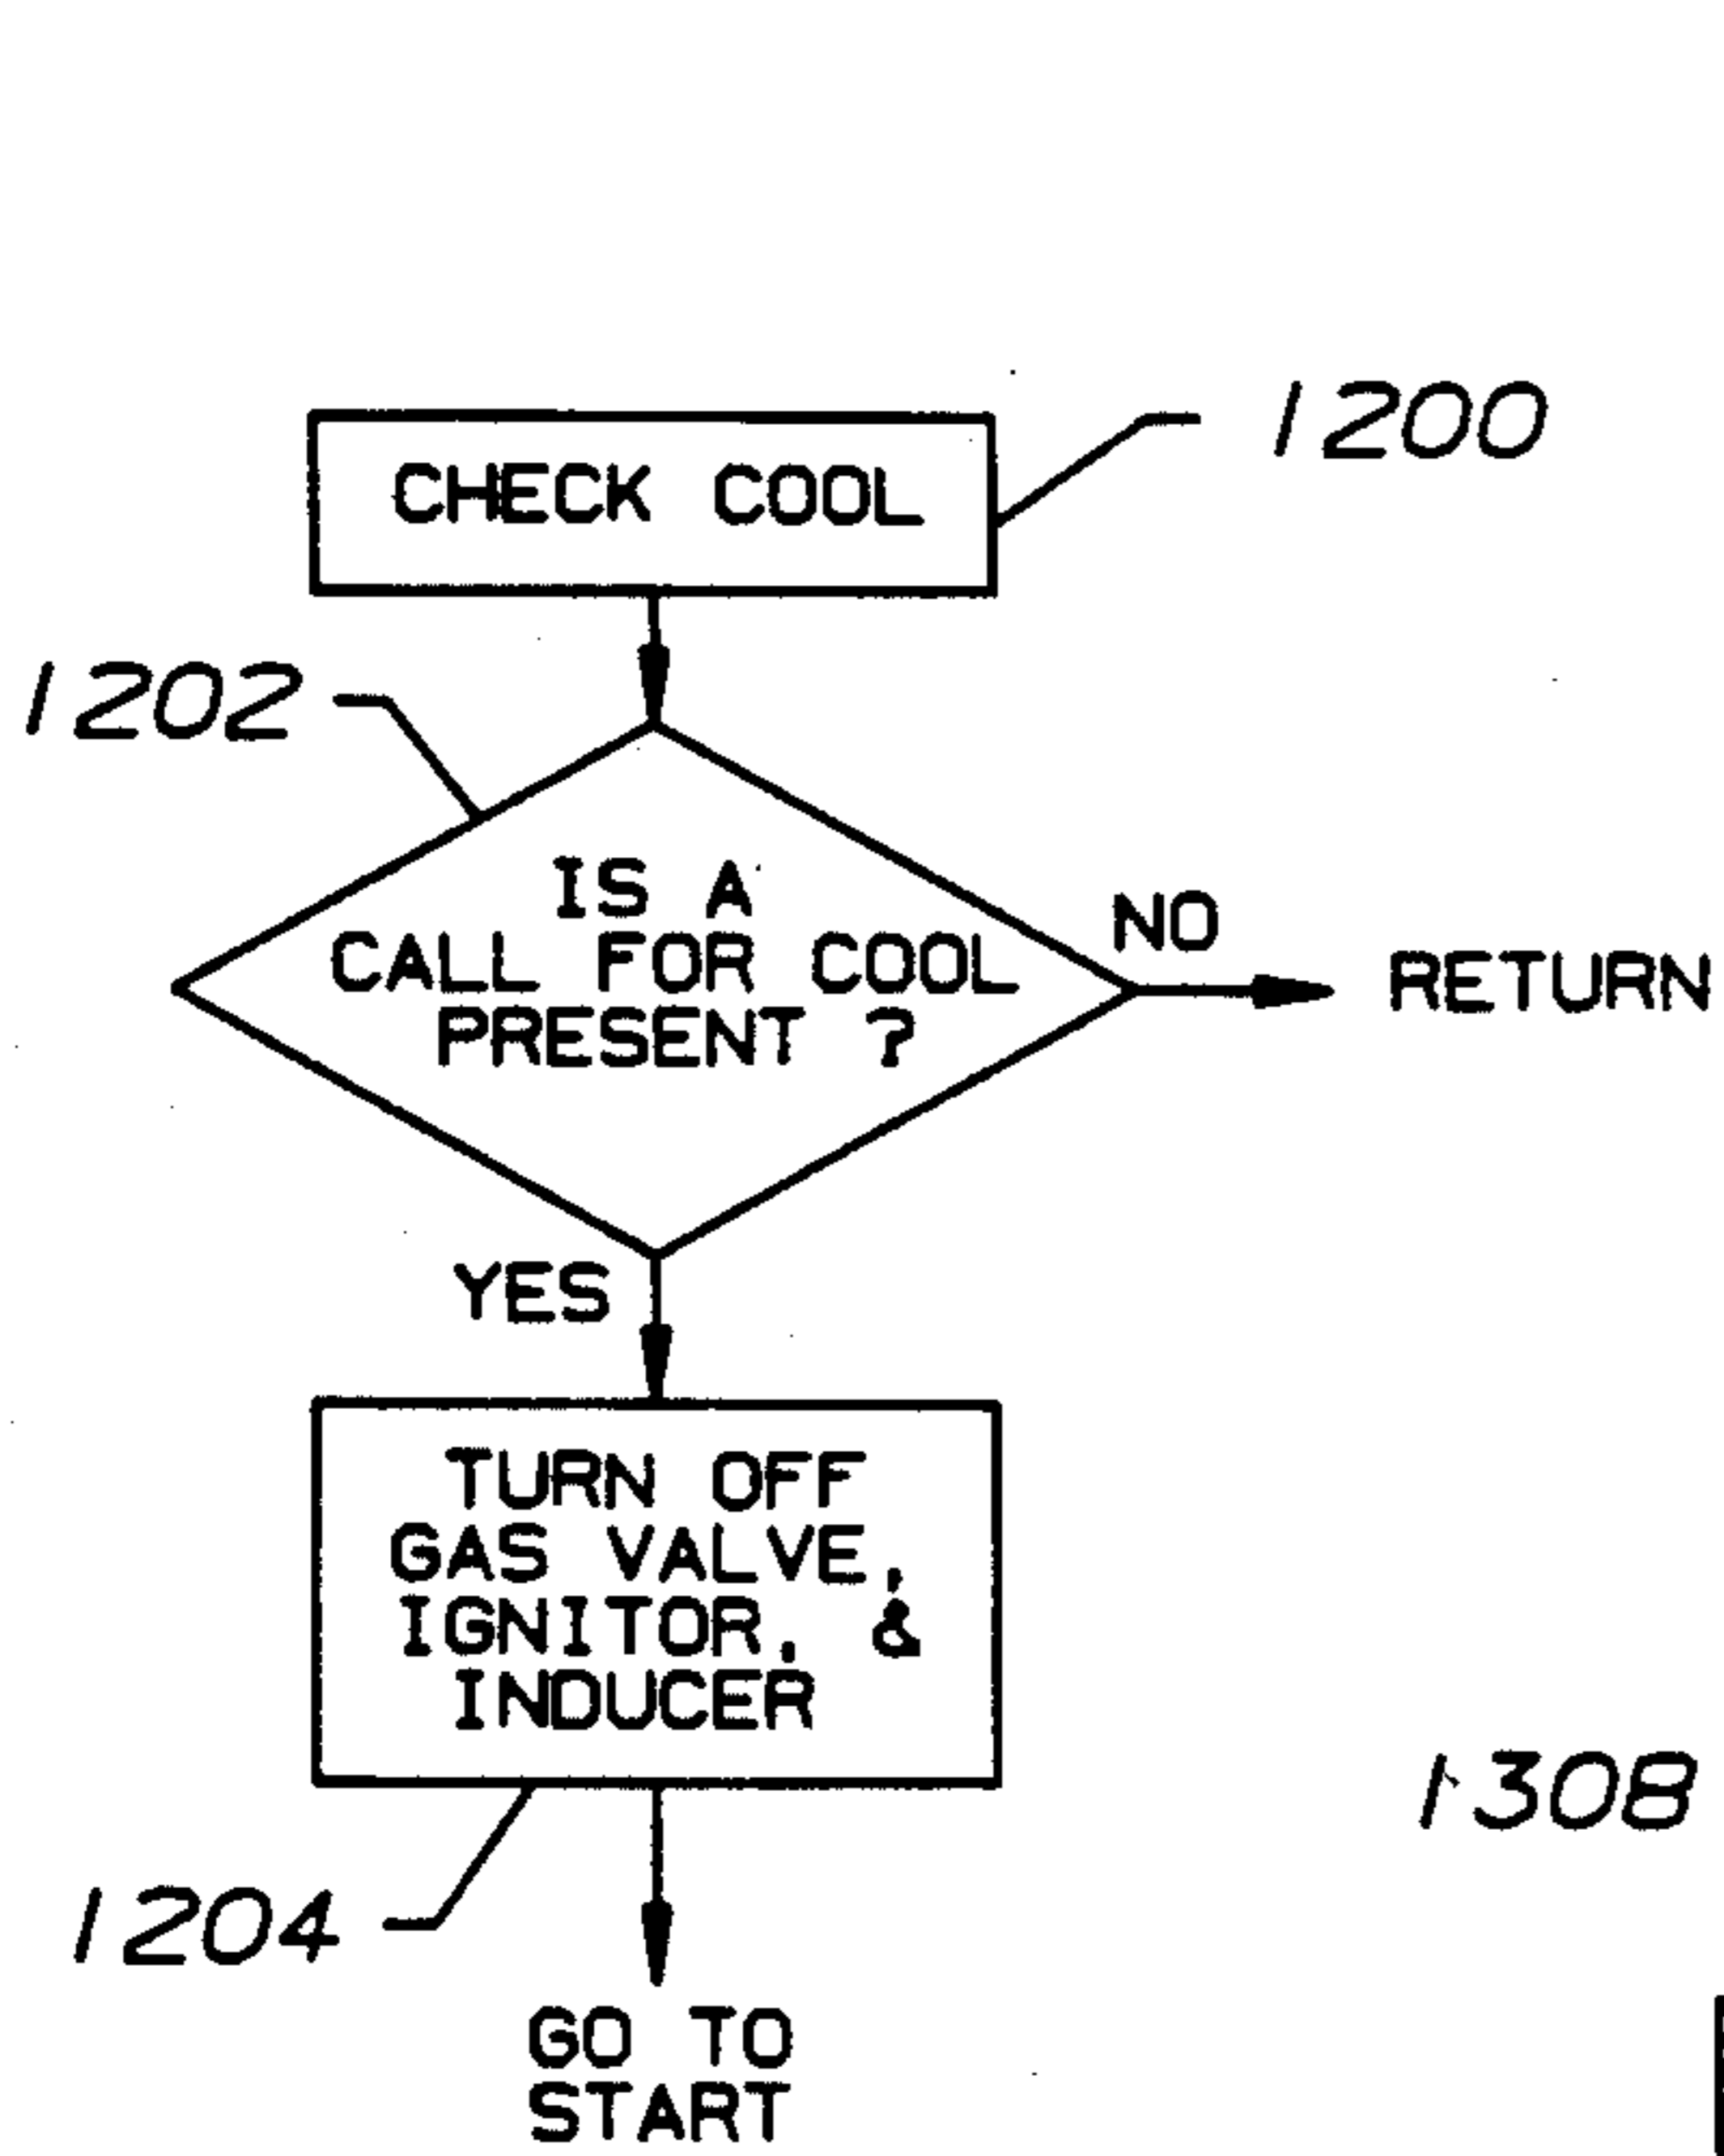 1200
CHECK COOL
1202
IS A
CALL FOR COOL
PRESENT ?
NO
RETURN
YES
TURN OFF
GAS VALVE,
IGNITOR, &
INDUCER
1308
1204
GO TO
START